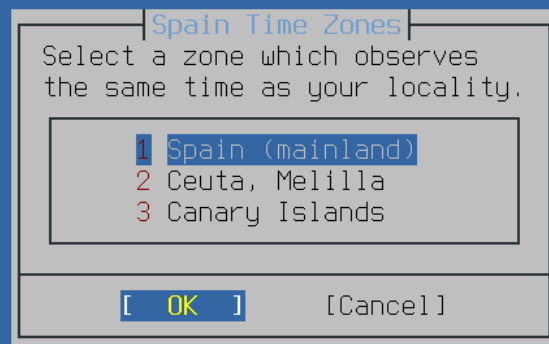 Spain Time Zones
Select a zone which observes
the same time as your locality.
1 Spain (mainland)
2 Ceuta, Melilla
3 Canary Islands
[ OK ] [Cancel]